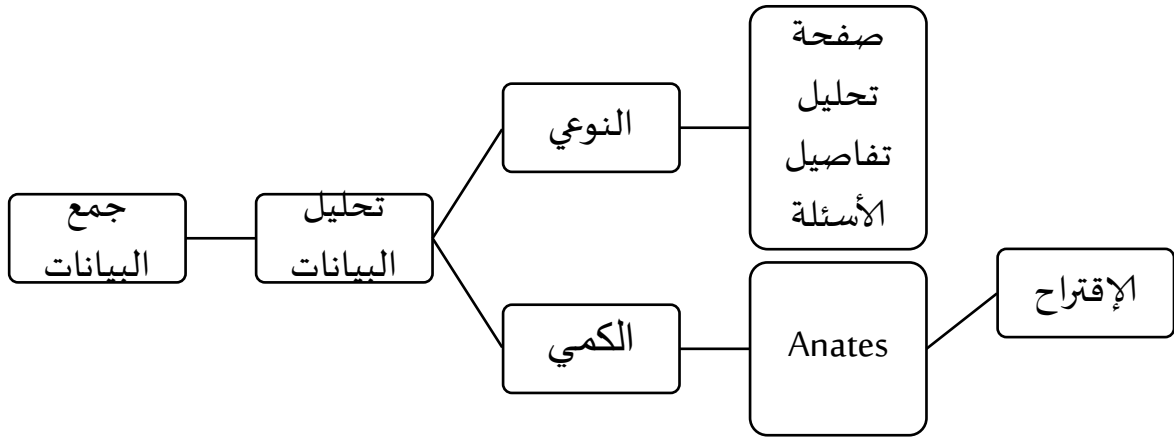 جمع
البيانات
تحليل
البيانات
النوعي
صفحة
تحليل
تفاصيل
الأسئلة
الكمي
Anates
الإقتراح